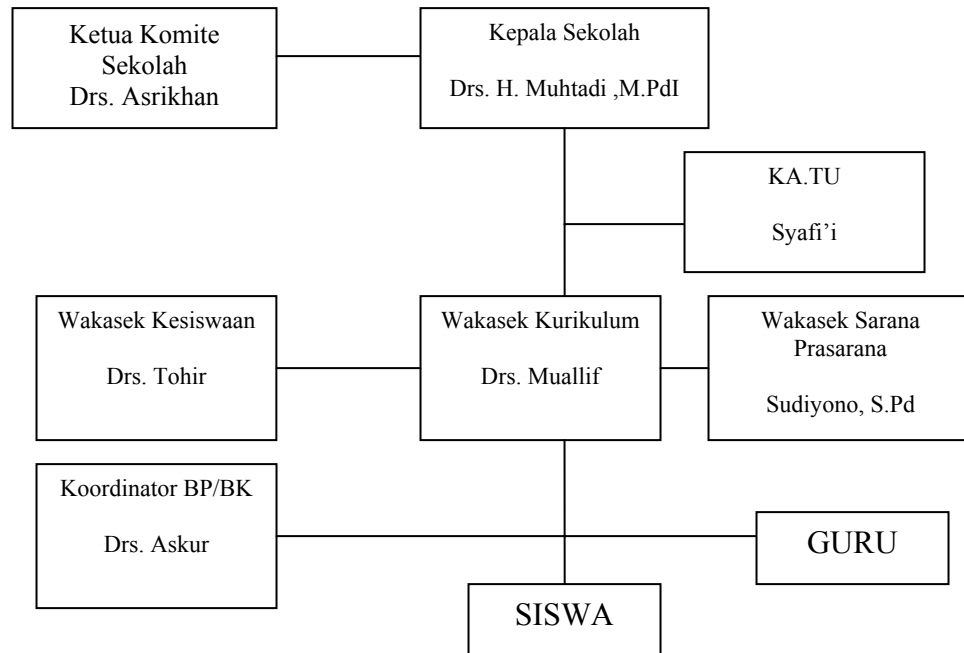 Ketua Komite
Sekolah
Drs. Asrikhan
Kepala Sekolah
Drs. H. Muhtadi ,M.PdI
KA.TU
Syafi’i
Wakasek Kesiswaan
Drs. Tohir
Wakasek Kurikulum
Drs. Muallif
Wakasek Sarana
Prasarana
Sudiyono, S.Pd
Koordinator BP/BK
Drs. Askur
GURU
SISWA